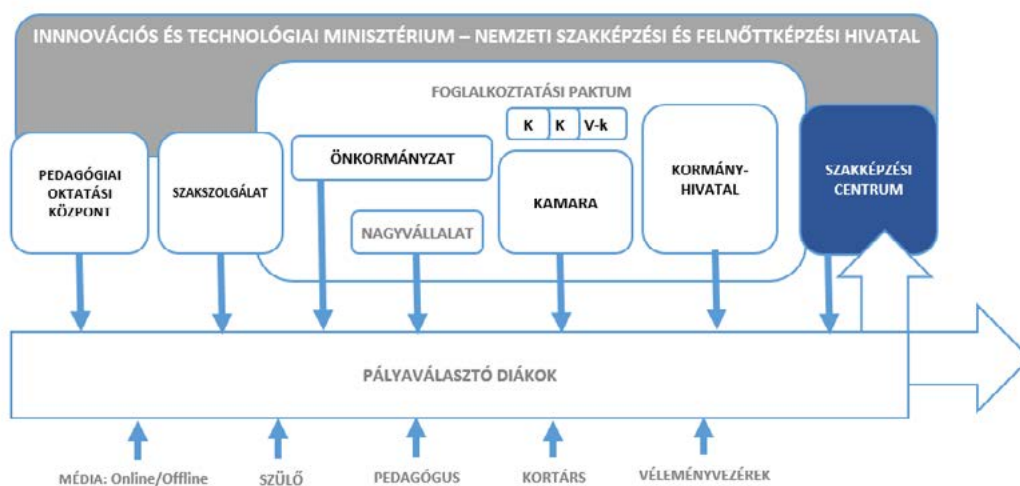 INNNOVÁCIÓS ÉS TECHNOLÓGIAI MINISZTÉRIUM – NEMZETI SZAKKÉPZÉSI ÉS FELNŐTTKÉPZÉSI HIVATAL
FOGLALKOZTATÁSI PAKTUM
K K V-k
PEDAGÓGIAI
OKTATÁSI
KÖZPONT
SZAKSZOLGÁLAT
ÖNKORMÁNYZAT
NAGYVÁLLALAT
KAMARA
KORMÁNY-
HIVATAL
SZAKKÉPZÉSI
CENTRUM
PÁLYAVÁLASZTÓ DIÁKOK
MÉDIA: Online/Offline
SZÜLŐ
PEDAGÓGUS
KORTÁRS
VÉLEMÉNYVEZÉREK